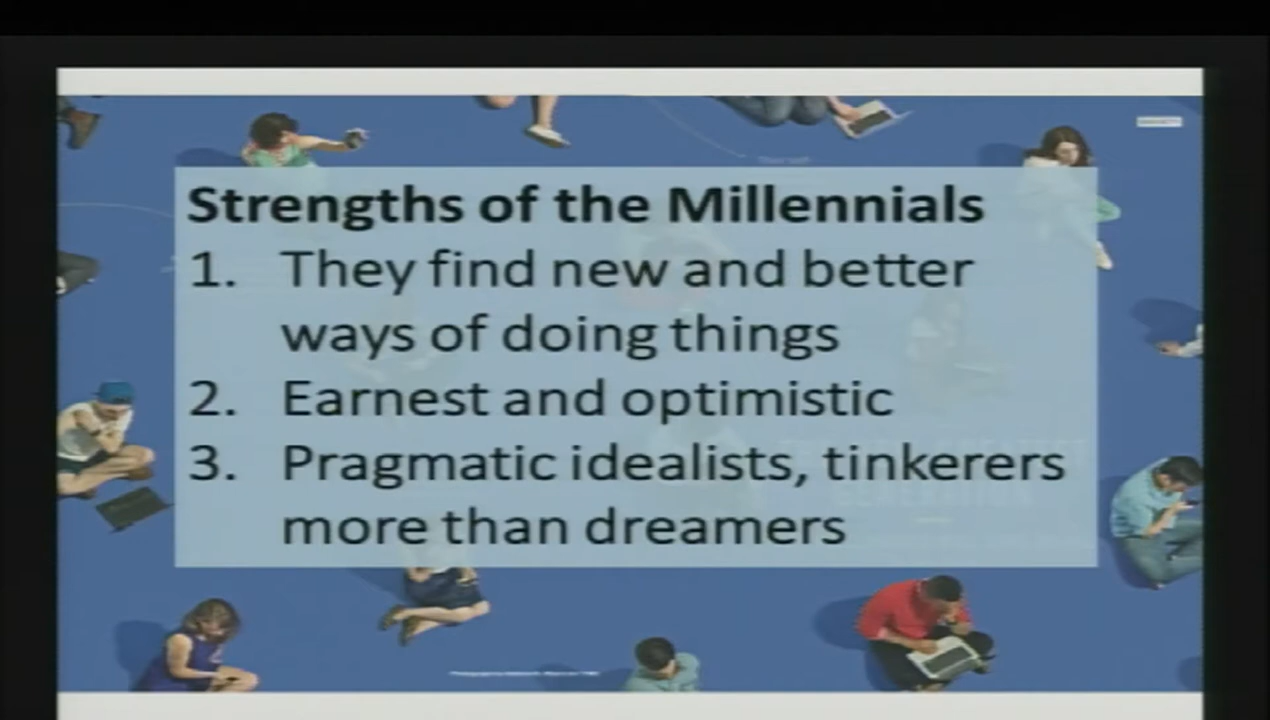 Strengths of the Millennials
1. They find new and better
ways of doing things
2. Earnest and optimistic
3. Pragmatic idealists, tinkerers
more than dreamers